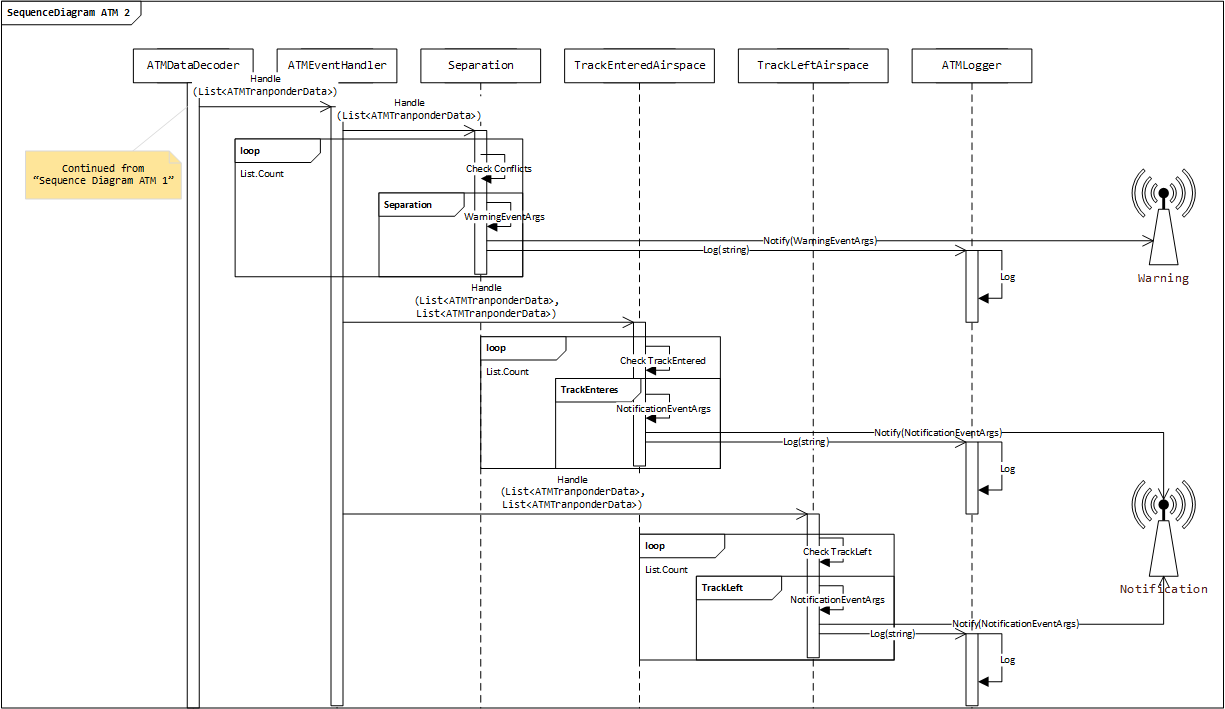 SequenceDiagram ATM 2
ATMDataDecoder
ATMEventHandler
Separation
TrackEnteredAirspace
TrackLeftAirspace
ATMLogger
Handle
(List<ATMTranponderData>)
Handle
(List<ATMTranponderData>)
Continued from
“Sequence Diagram ATM 1”
loop
List.Count
Check Conflicts
Separation
WarningEventArgs
Notify(WarningEventArgs)
Log(string)
Log
Warning
Handle
(List<ATMTranponderData>,
List<ATMTranponderData>)
loop
List.Count
Check TrackEntered
TrackEnteres
NotificationEventArgs
Notify(NotificationEventArgs)
Log(string)
Log
Handle
(List<ATMTranponderData>,
List<ATMTranponderData>)
loop
List.Count
Check TrackLeft
TrackLeft
NotificationEventArgs
Notification
Notify(NotificationEventArgs)
Log(string)
Log